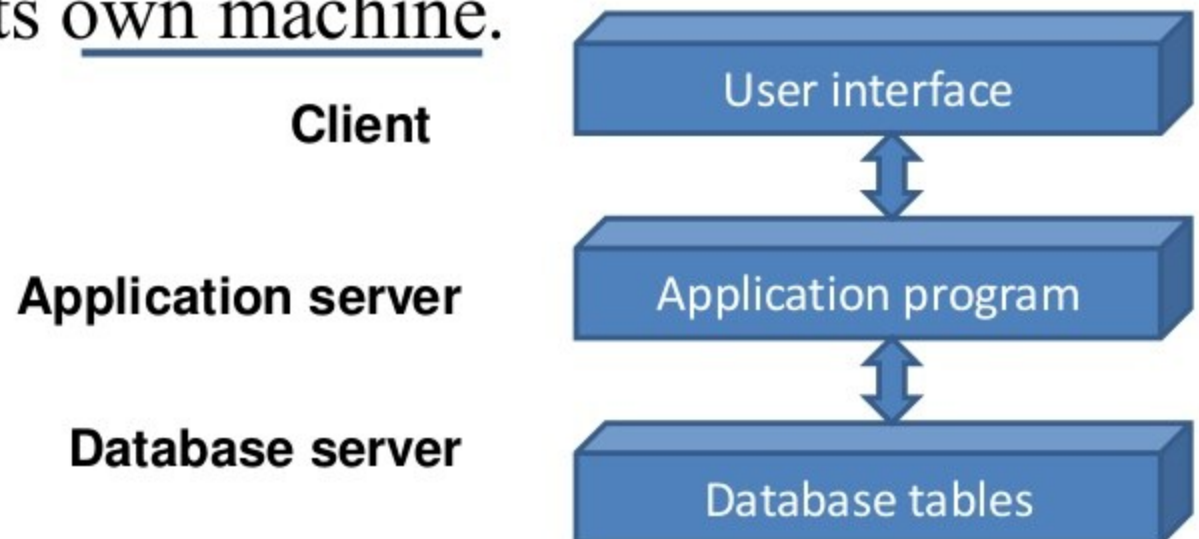 ts own machine.
User interface
Client
Application server
Application program
Database server
Database tables